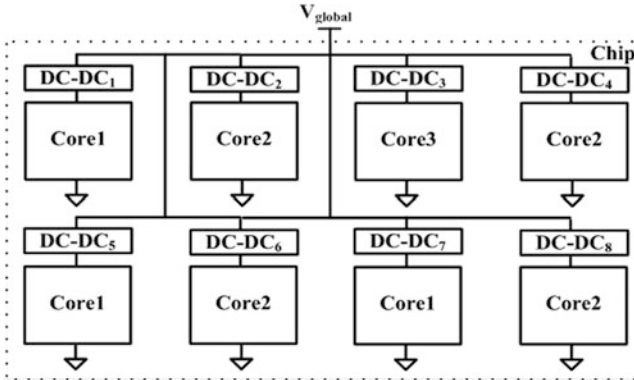 V_global
Chip
DC-DC₁ DC-DC₂ DC-DC₃ DC-DC₄
Core1 Core2 Core3 Core2
DC-DC₅ DC-DC₆ DC-DC₇ DC-DC₈
Core1 Core2 Core1 Core2